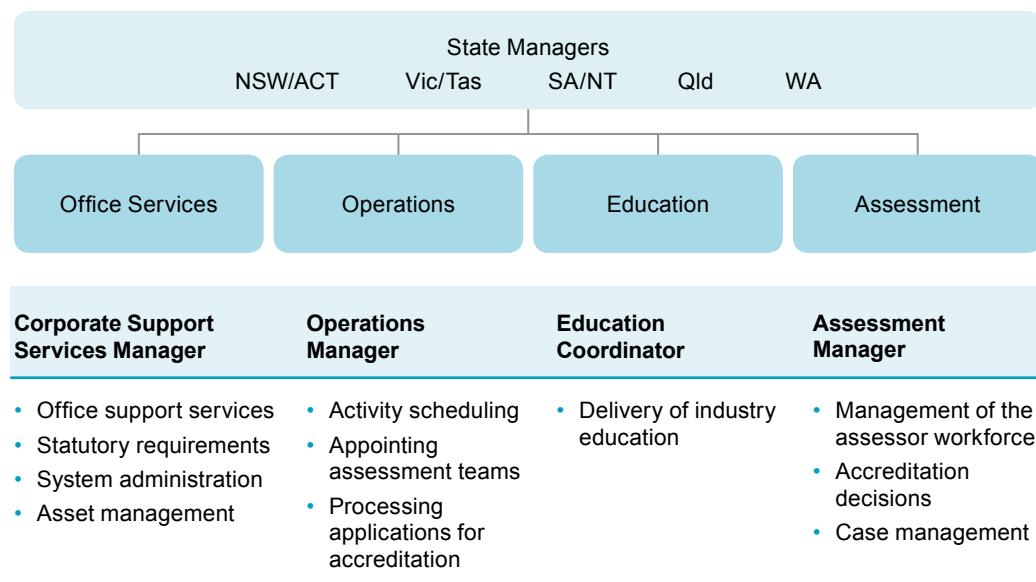 State Managers
NSW/ACT Vic/Tas SA/NT Qld WA
Office Services
Operations
Education
Assessment
Corporate Support
Services Manager
Operations
Manager
Education
Coordinator
Assessment
Manager
• Office support services
• Statutory requirements
• System administration
• Asset management
• Activity scheduling
• Appointing
assessment teams
• Processing
applications for
accreditation
• Delivery of industry
education
• Management of the
assessor workforce
• Accreditation
decisions
• Case management